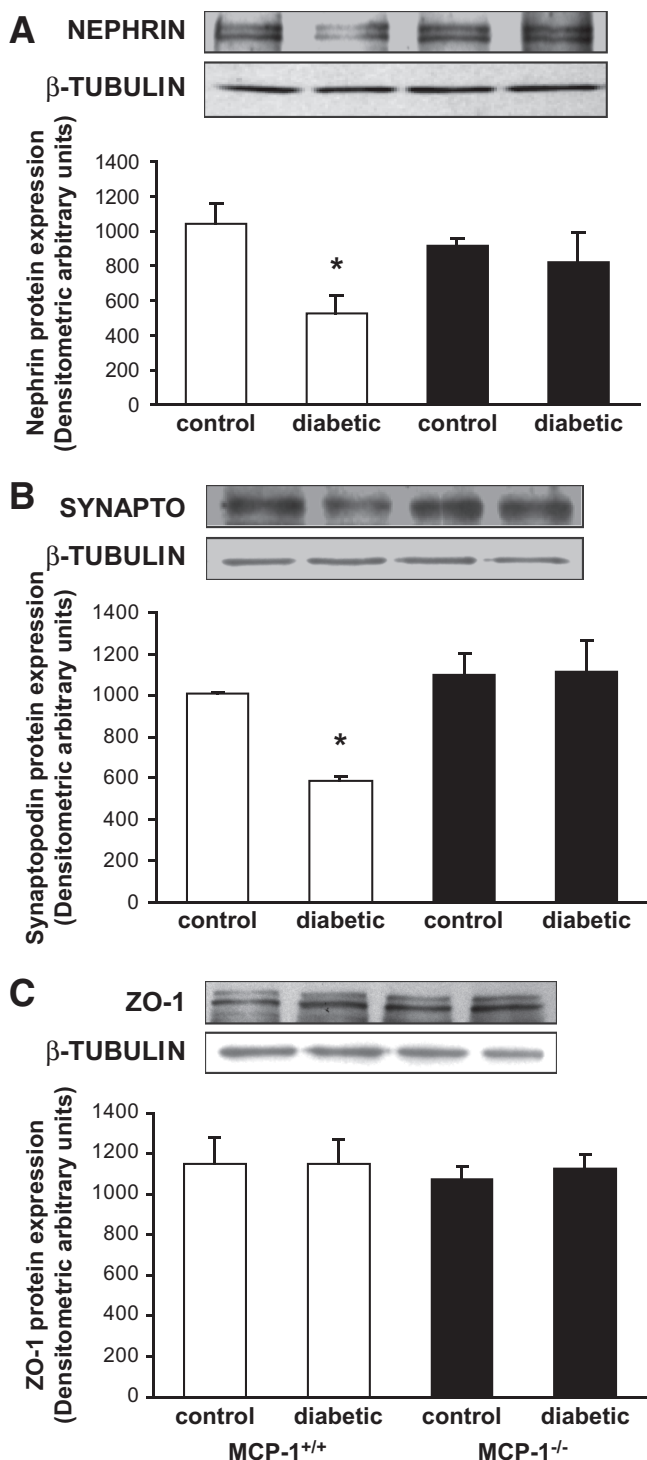 A
NEPHRIN
β-TUBULIN
Nephrin protein expression
(Densitometric arbitrary units)
1400
1200
1000
800
600
400
200
0
*
control diabetic control diabetic
B
SYNAPTO
β-TUBULIN
Synaptopodin protein expression
(Densitometric arbitrary units)
1400
1200
1000
800
600
400
200
0
*
control diabetic control diabetic
C
ZO-1
β-TUBULIN
ZO-1 protein expression
(Densitometric arbitrary units)
1400
1200
1000
800
600
400
200
0
control diabetic control diabetic
MCP-1+/+ MCP-1-/-